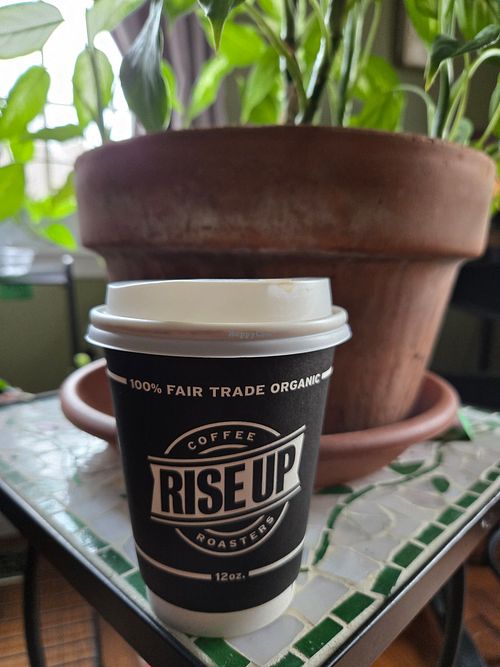 100% FAIR TRADE ORGANIC
COFFEE
RISE UP
ROASTERS
12oz.